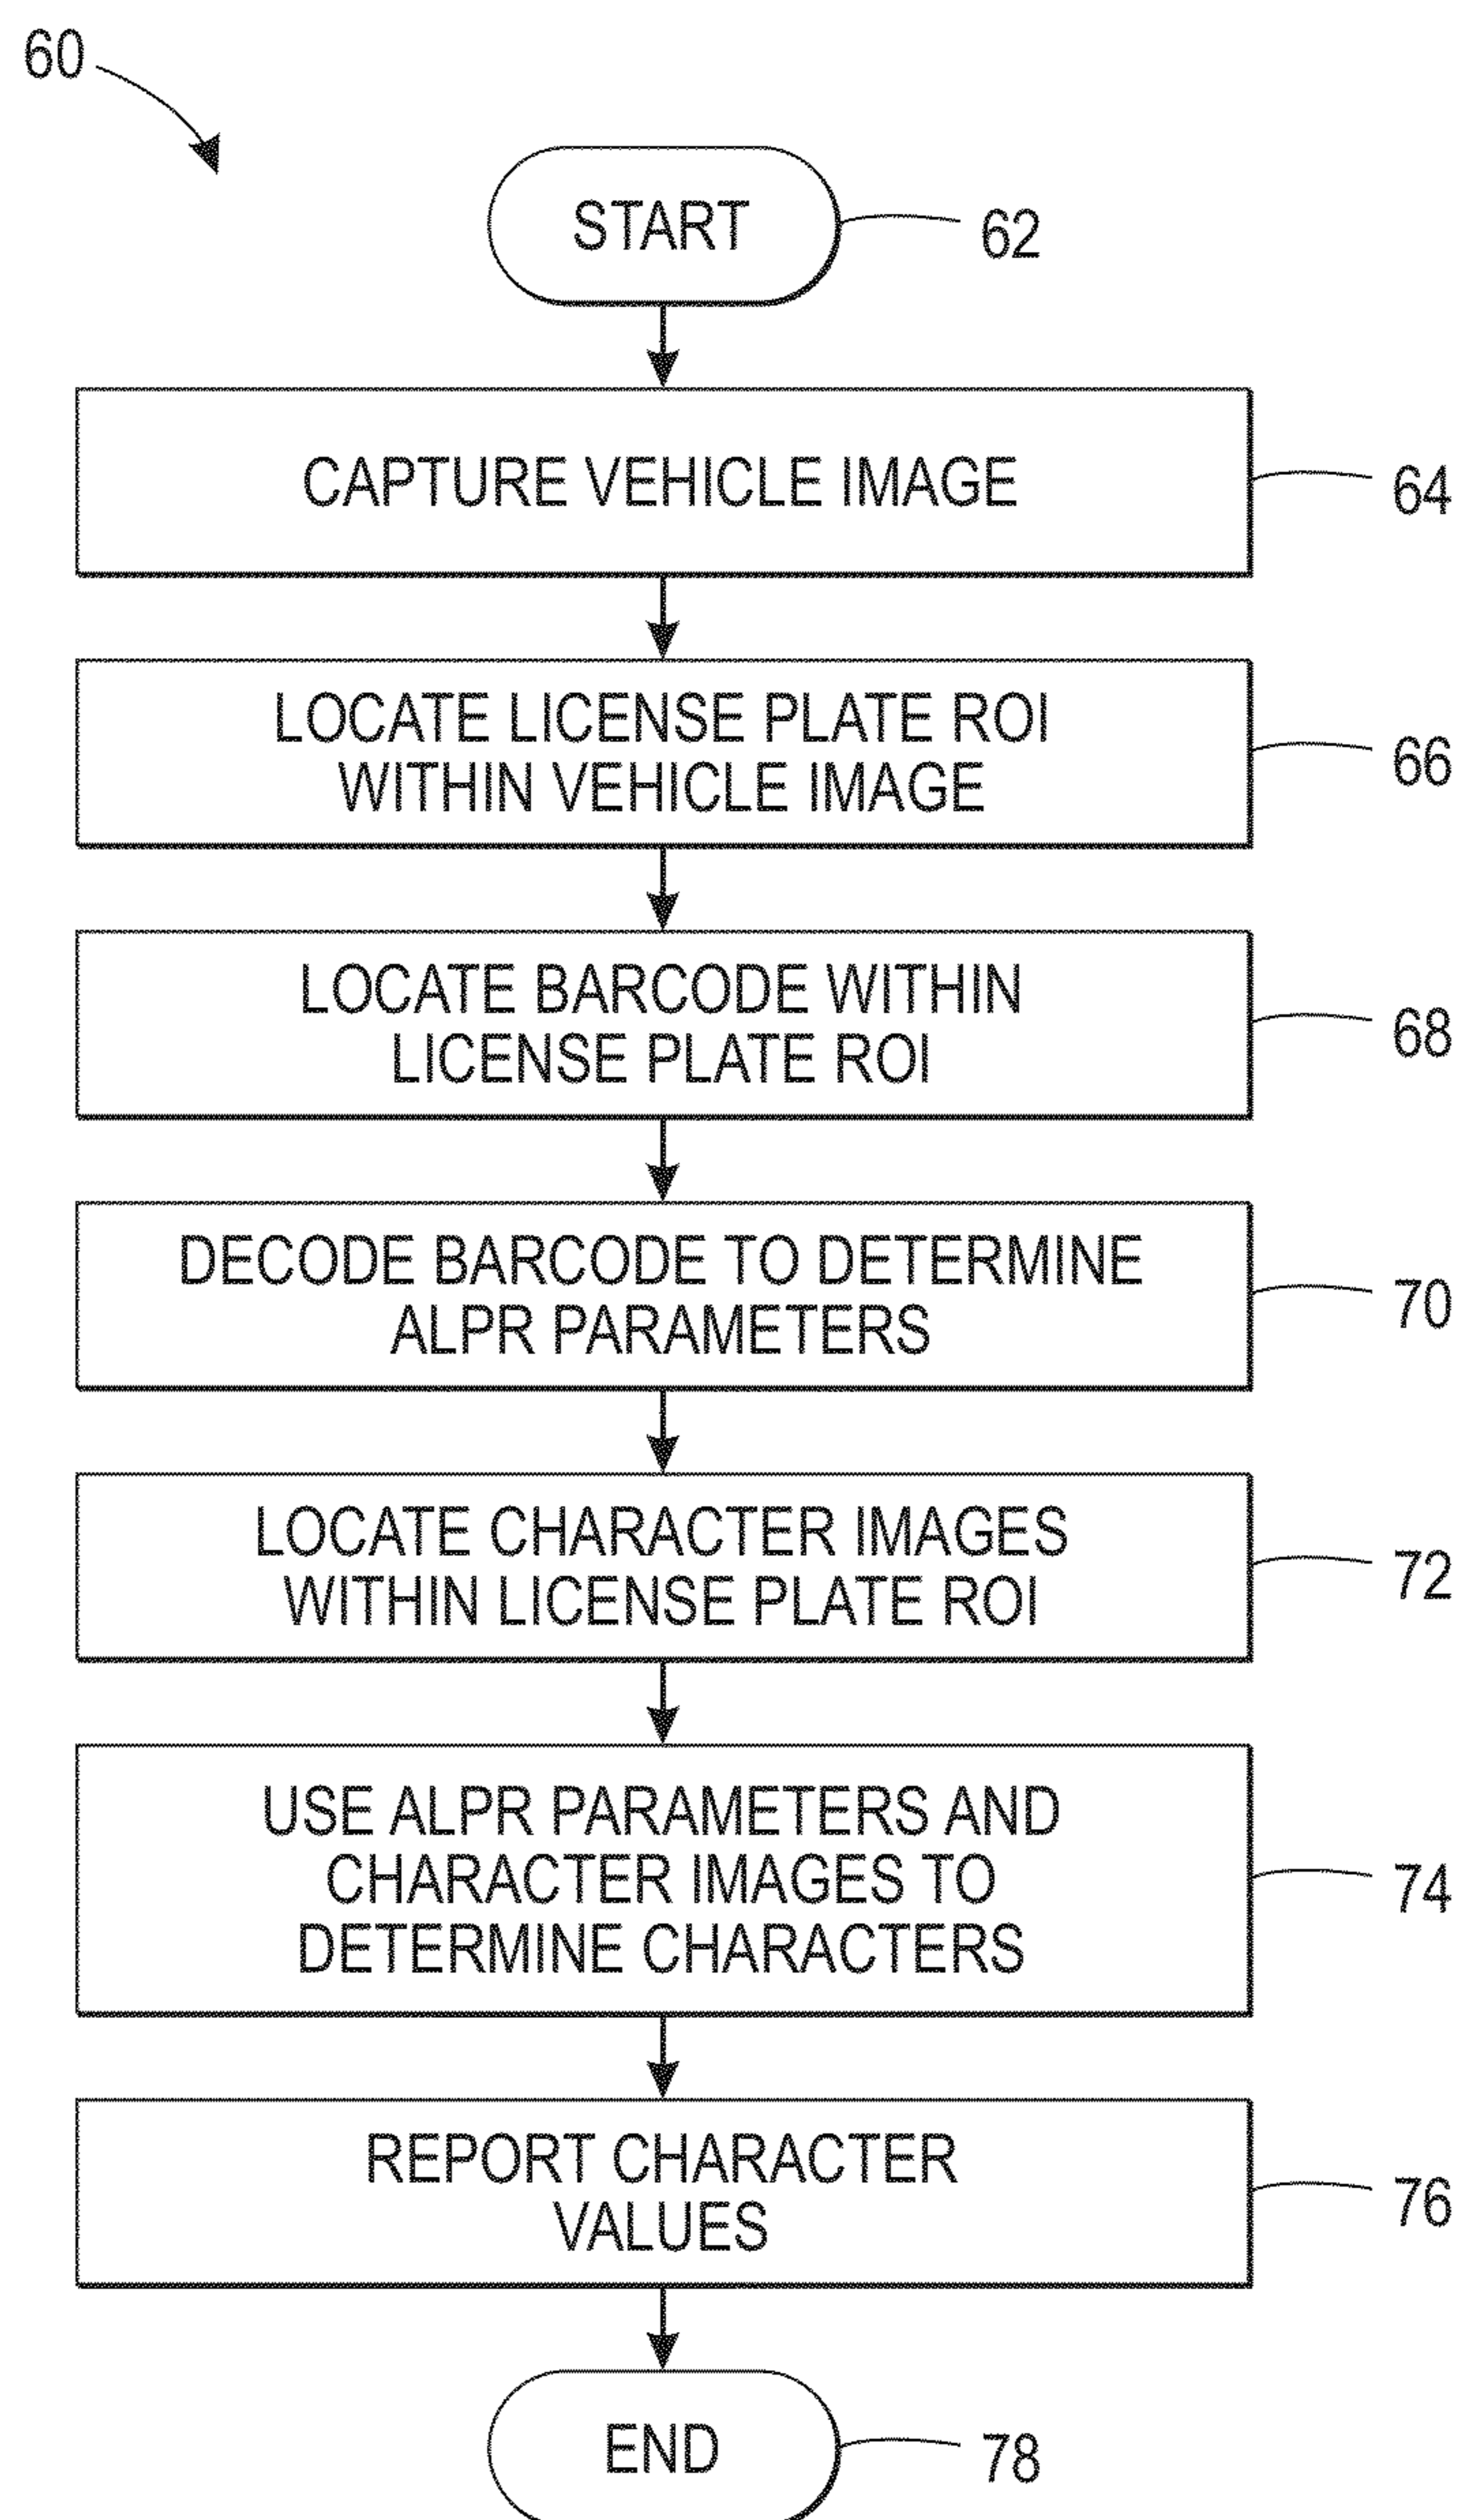 60
START
62
CAPTURE VEHICLE IMAGE
64
LOCATE LICENSE PLATE ROI
WITHIN VEHICLE IMAGE
66
LOCATE BARCODE WITHIN
LICENSE PLATE ROI
68
DECODE BARCODE TO DETERMINE
ALPR PARAMETERS
70
LOCATE CHARACTER IMAGES
WITHIN LICENSE PLATE ROI
72
USE ALPR PARAMETERS AND
CHARACTER IMAGES TO
DETERMINE CHARACTERS
74
REPORT CHARACTER
VALUES
76
END
78